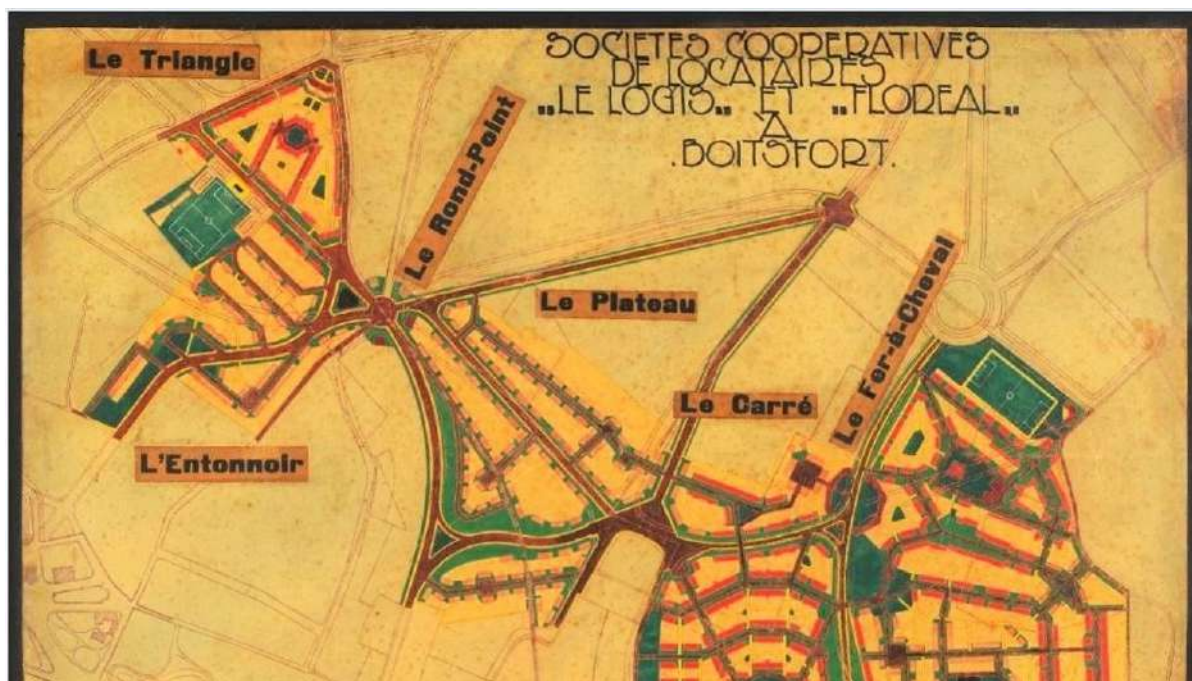 Le Triangle
SOCIETES COOPERATIVES
DE LOCATAIRES
„LE LOGIS„ ET „FLOREAL„
À
.BOITSFORT.
Le Rond-Point
Le Plateau
Le Fer-à-Cheval
Le Carré
L'Entonnoir